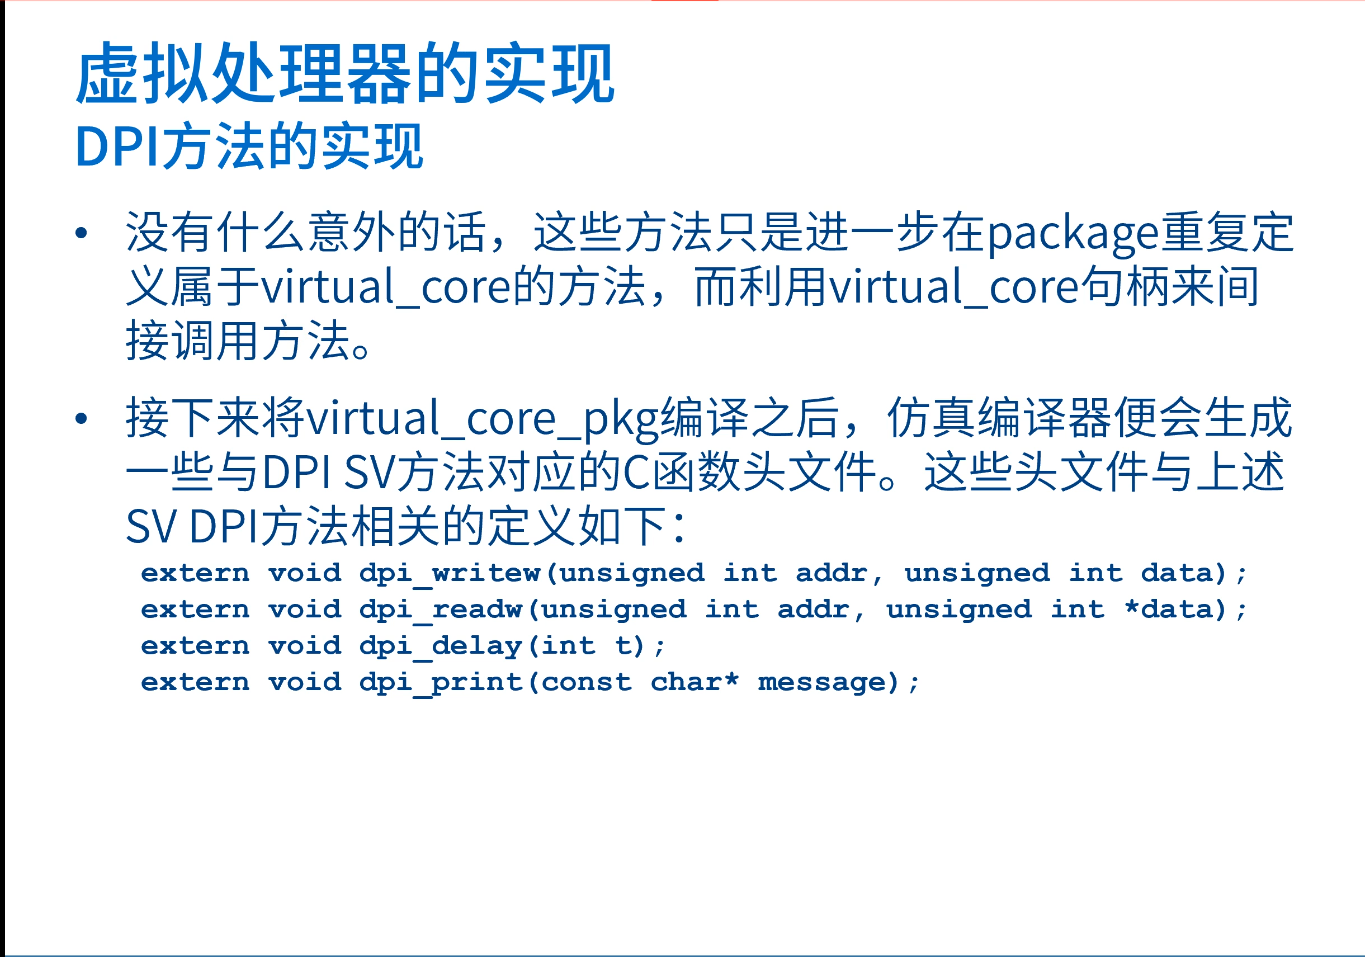 虚拟处理器的实现
DPI方法的实现
• 没有什么意外的话，这些方法只是进一步在package重复定
义属于virtual_core的方法，而利用virtual_core句柄来间
接调用方法。
• 接下来将virtual_core_pkg编译之后，仿真编译器便会生成
一些与DPI SV方法对应的C函数头文件。这些头文件与上述
SV DPI方法相关的定义如下：
extern void dpi_writew(unsigned int addr, unsigned int data);
extern void dpi_readw(unsigned int addr, unsigned int *data);
extern void dpi_delay(int t);
extern void dpi_print(const char* message);